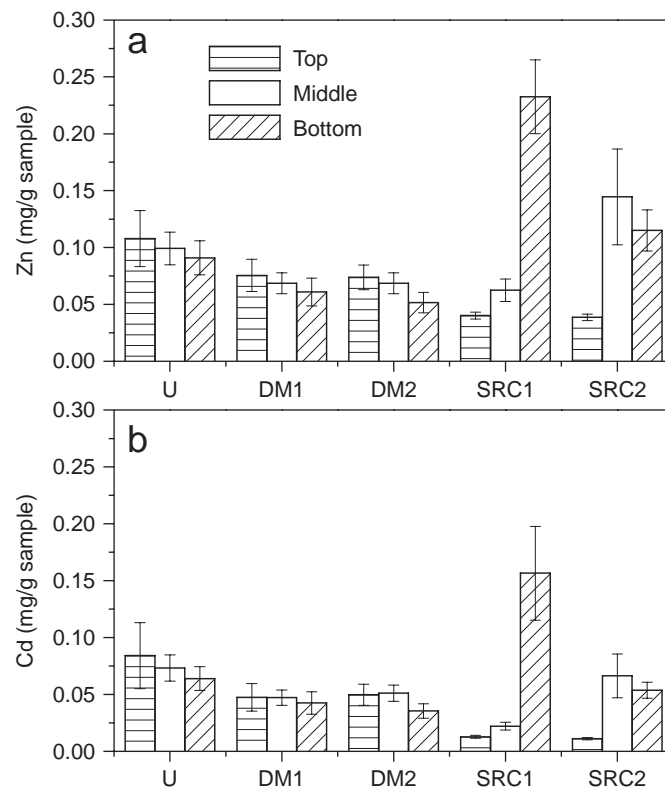 a
Top
Middle
Bottom
Zn (mg/g sample)
0.30
0.25
0.20
0.15
0.10
0.05
0.00
U DM1 DM2 SRC1 SRC2
b
Cd (mg/g sample)
0.30
0.25
0.20
0.15
0.10
0.05
0.00
U DM1 DM2 SRC1 SRC2